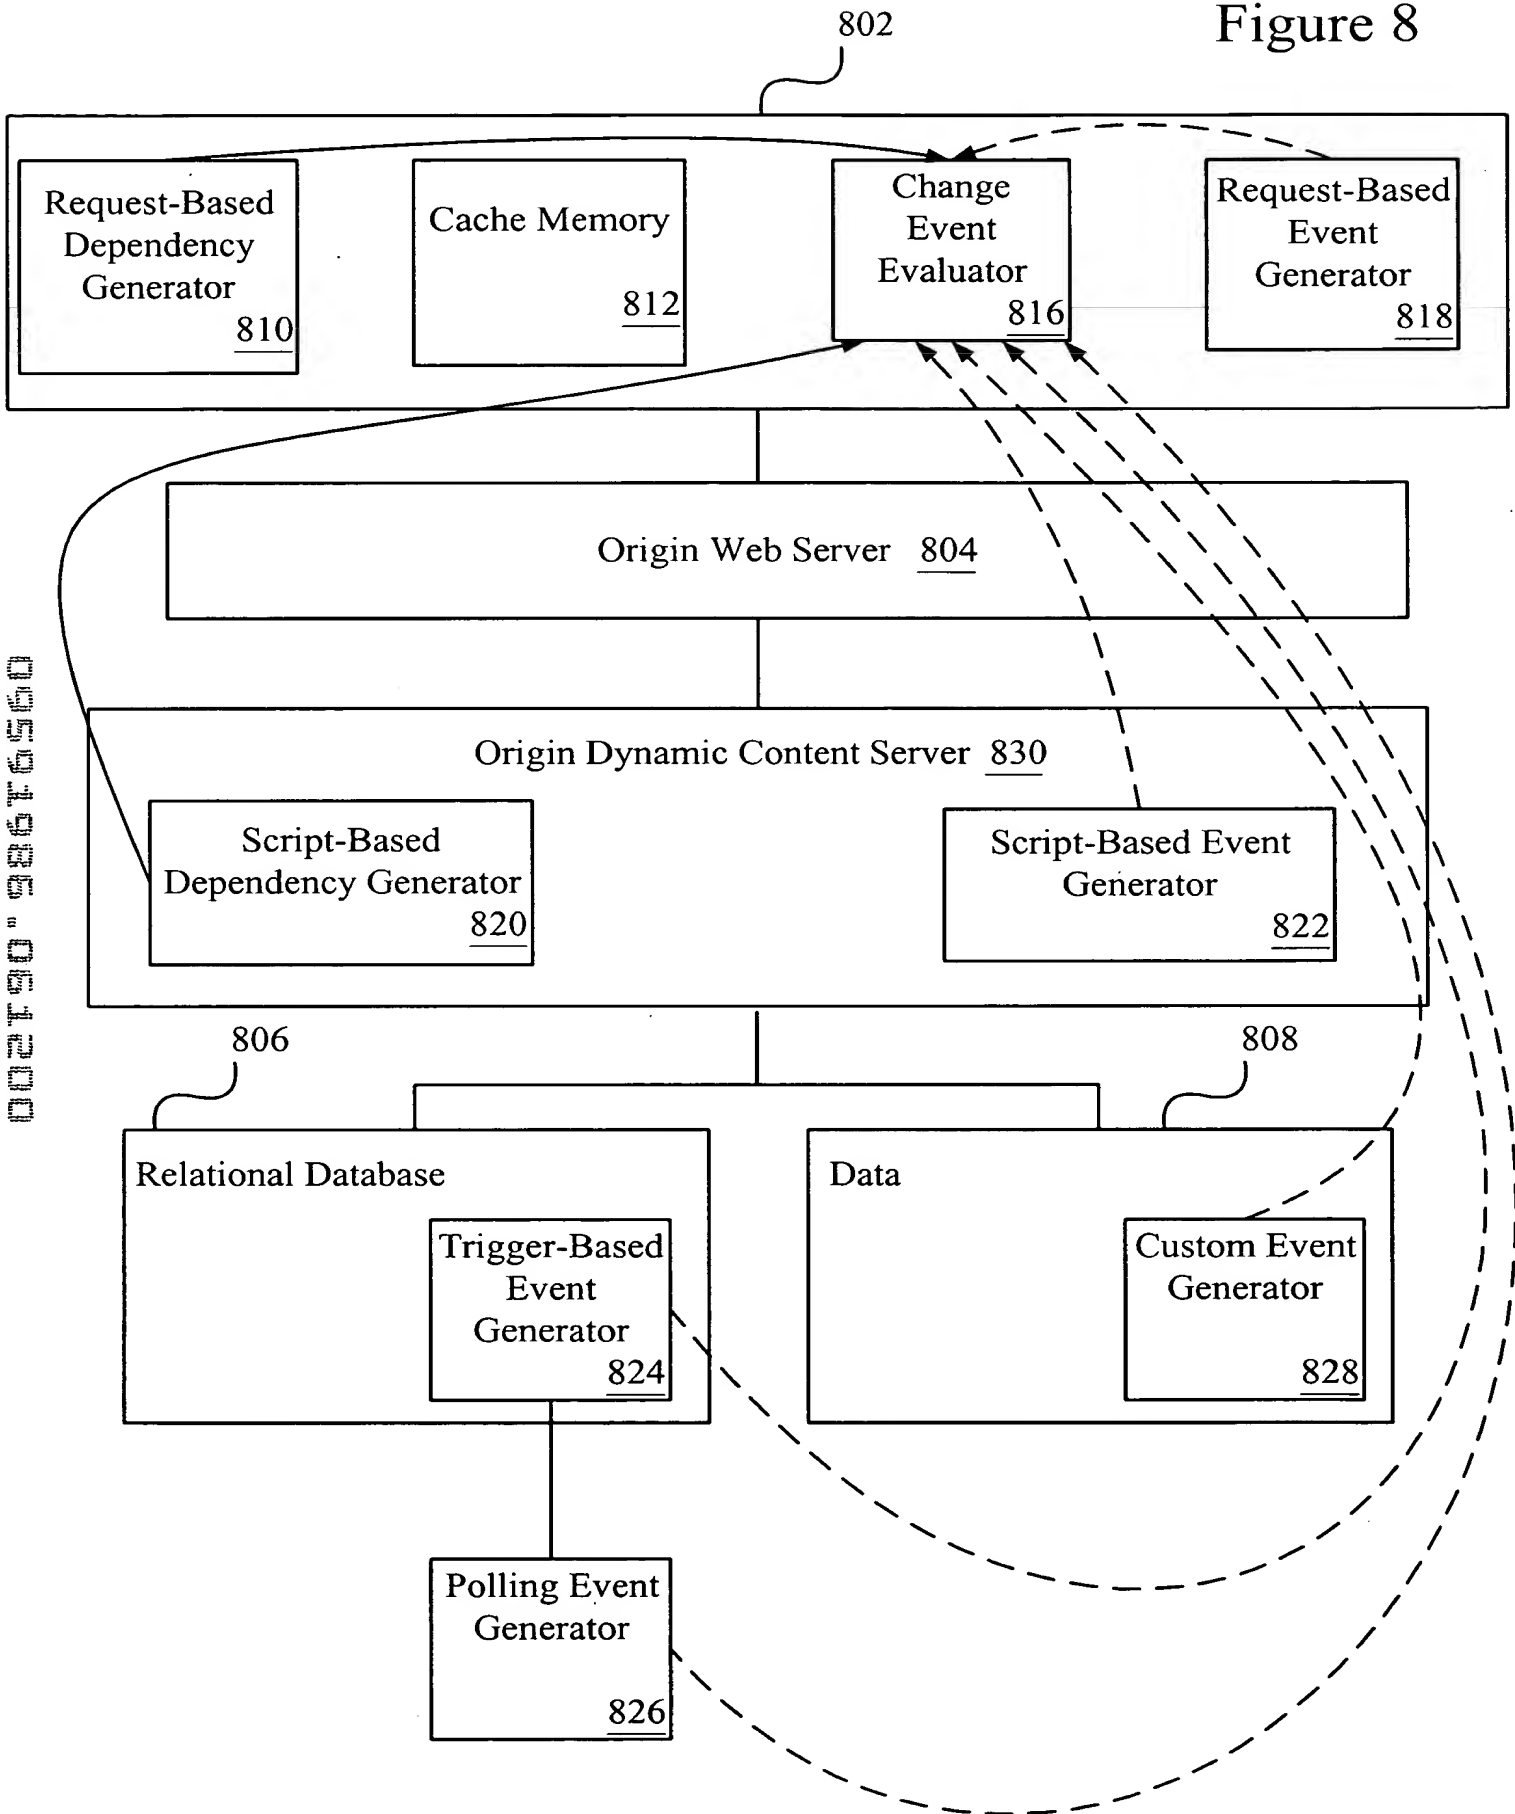 Figure 8
802
Request-Based
Dependency
Generator
810
Cache Memory
812
Change
Event
Evaluator
816
Request-Based
Event
Generator
818
Origin Web Server 804
Origin Dynamic Content Server 830
Script-Based
Dependency Generator
820
Script-Based Event
Generator
822
806
808
Relational Database
Trigger-Based
Event
Generator
824
Data
Custom Event
Generator
828
Polling Event
Generator
826